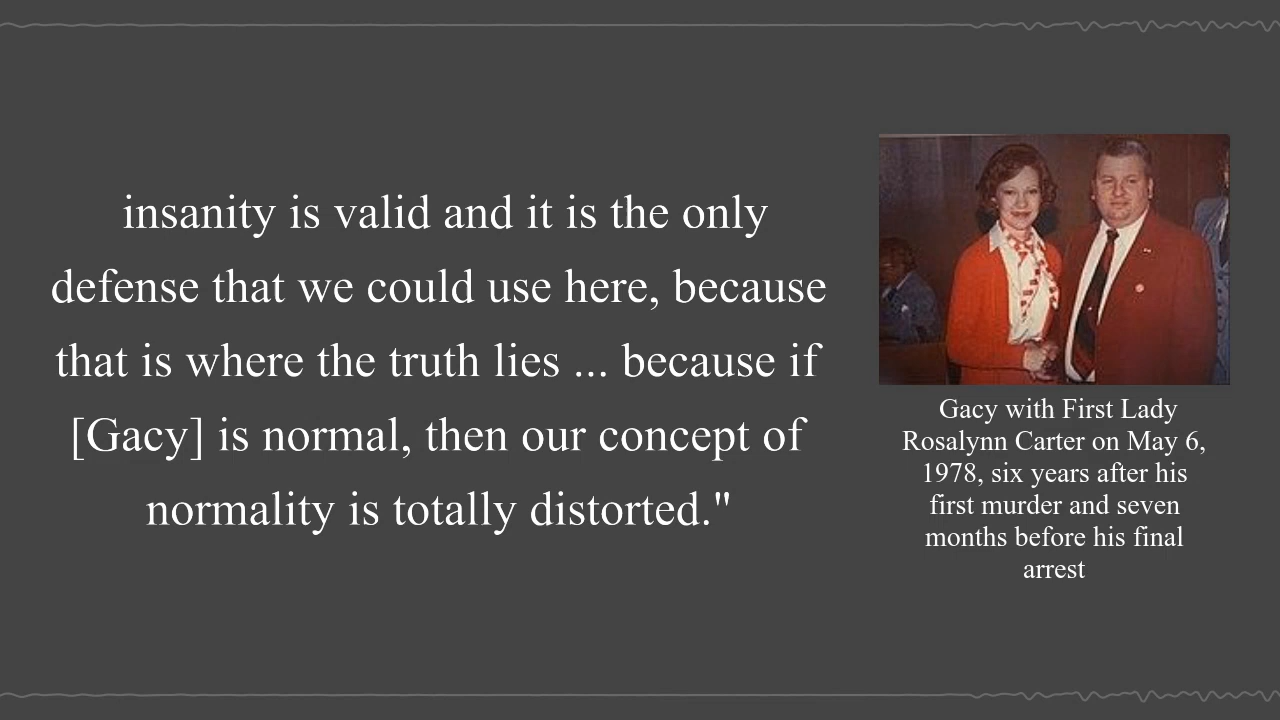 insanity is valid and it is the only
defense that we could use here, because
that is where the truth lies ... because if
[Gacy] is normal, then our concept of
normality is totally distorted."
Gacy with First Lady
Rosalynn Carter on May 6,
1978, six years after his
first murder and seven
months before his final
arrest